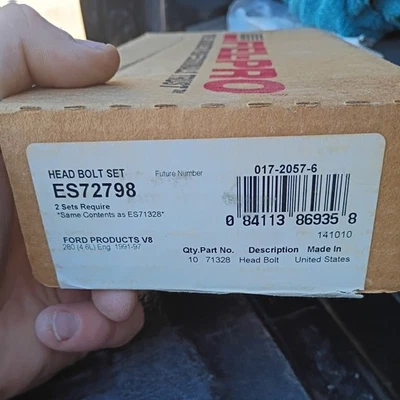 FEL-PRO
HEAD BOLT SET
Future Number
017-2057-6
ES72798
2 Sets Require
"Same Contents as ES71328"
0 84113 86935 8
141010
FORD PRODUCTS V8
280 (4.6L) Eng. 1991-97
Qty. Part No. Description Made In
10 71328 Head Bolt United States